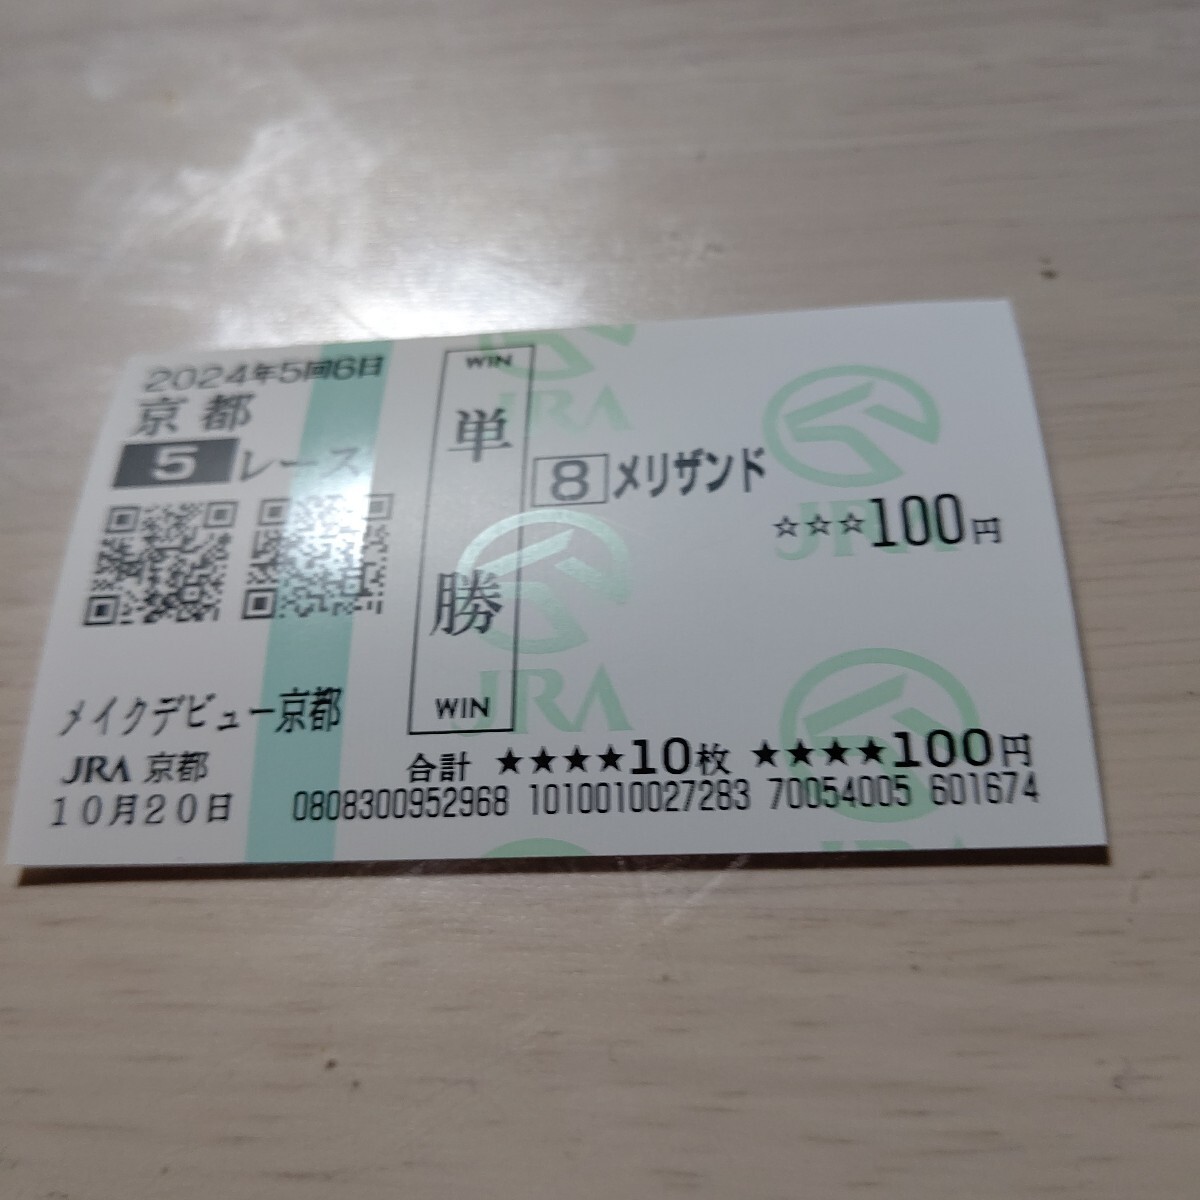 2024年5回6日
京都
5レース
メイクデビュー京都
JRA 京都
10月20日
WIN
単勝
WIN
8 メリザンド
☆☆☆100円
合計 ★★★★10枚 ★★★★100円
0808300952968 1010010027283 70054005 601674
JRA
JRA
JRA